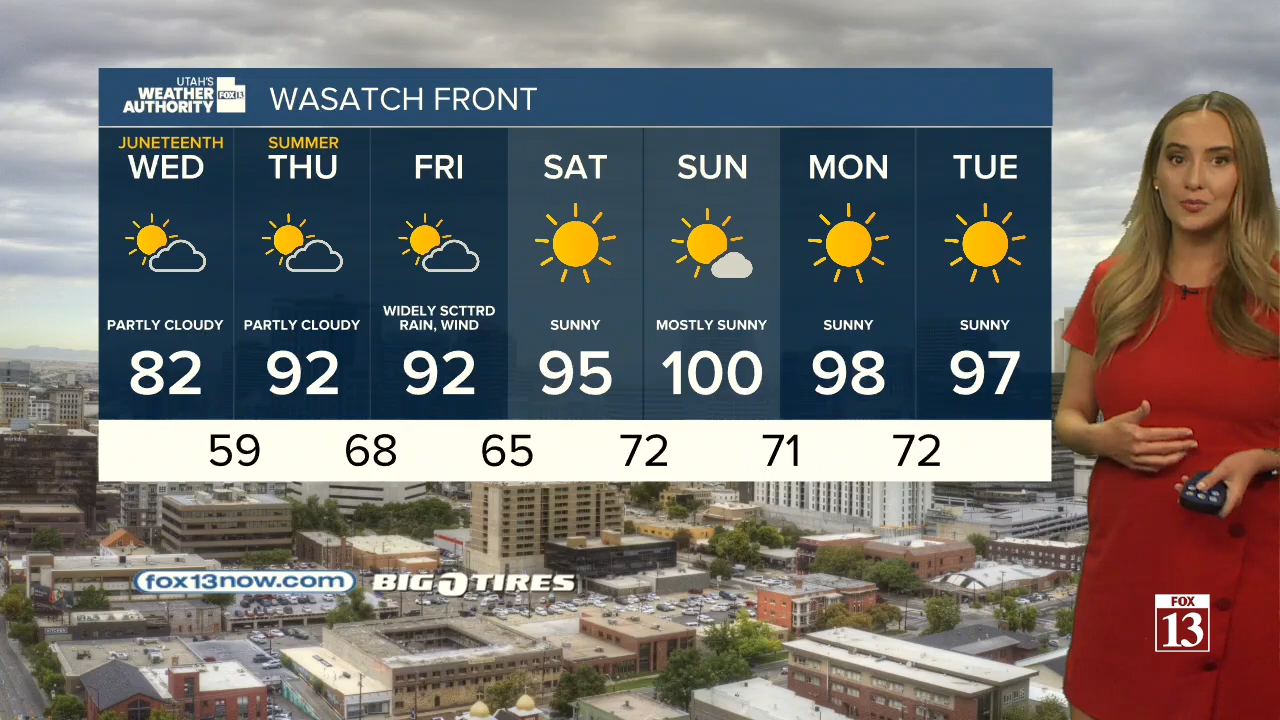 UTAH'S
WEATHER
AUTHORITY
FOX 13
WASATCH FRONT
JUNETEENTH
WED
SUMMER
THU
FRI
SAT
SUN
MON
TUE
PARTLY CLOUDY
PARTLY CLOUDY
WIDELY SCTTRD
RAIN, WIND
SUNNY
MOSTLY SUNNY
SUNNY
SUNNY
82
92
92
95
100
98
97
59
68
65
72
71
72
fox13now.com
BIG O TIRES
FOX
13